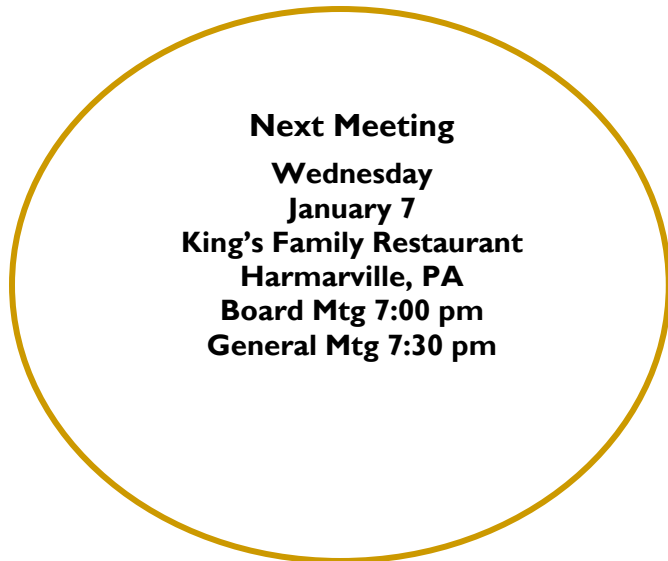 Next Meeting
Wednesday
January 7
King’s Family Restaurant
Harmarville, PA
Board Mtg 7:00 pm
General Mtg 7:30 pm